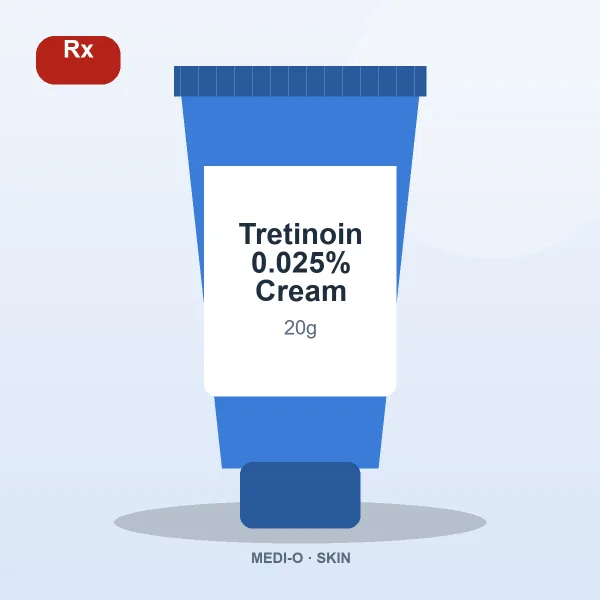 Rx
Tretinoin
0.025%
Cream
20g
MEDI-O · SKIN